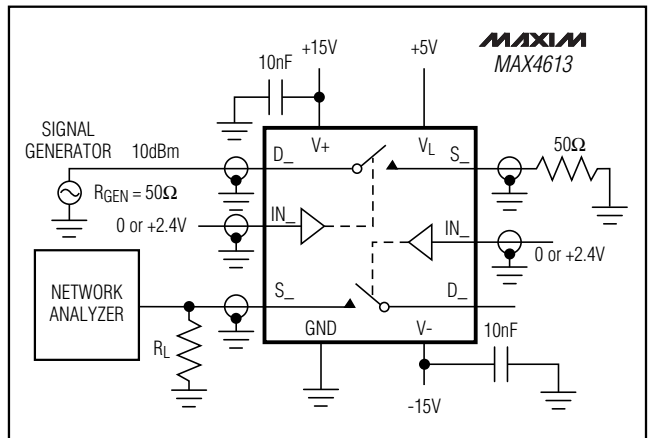 +15V +5V MAXIM
MAX4613
10nF
SIGNAL
GENERATOR 10dBm
V+ VL
D_ S_ 50Ω
RGEN = 50Ω
IN_ IN_
0 or +2.4V
0 or +2.4V
NETWORK
ANALYZER
S_ D_
RL
GND V- 10nF
-15V